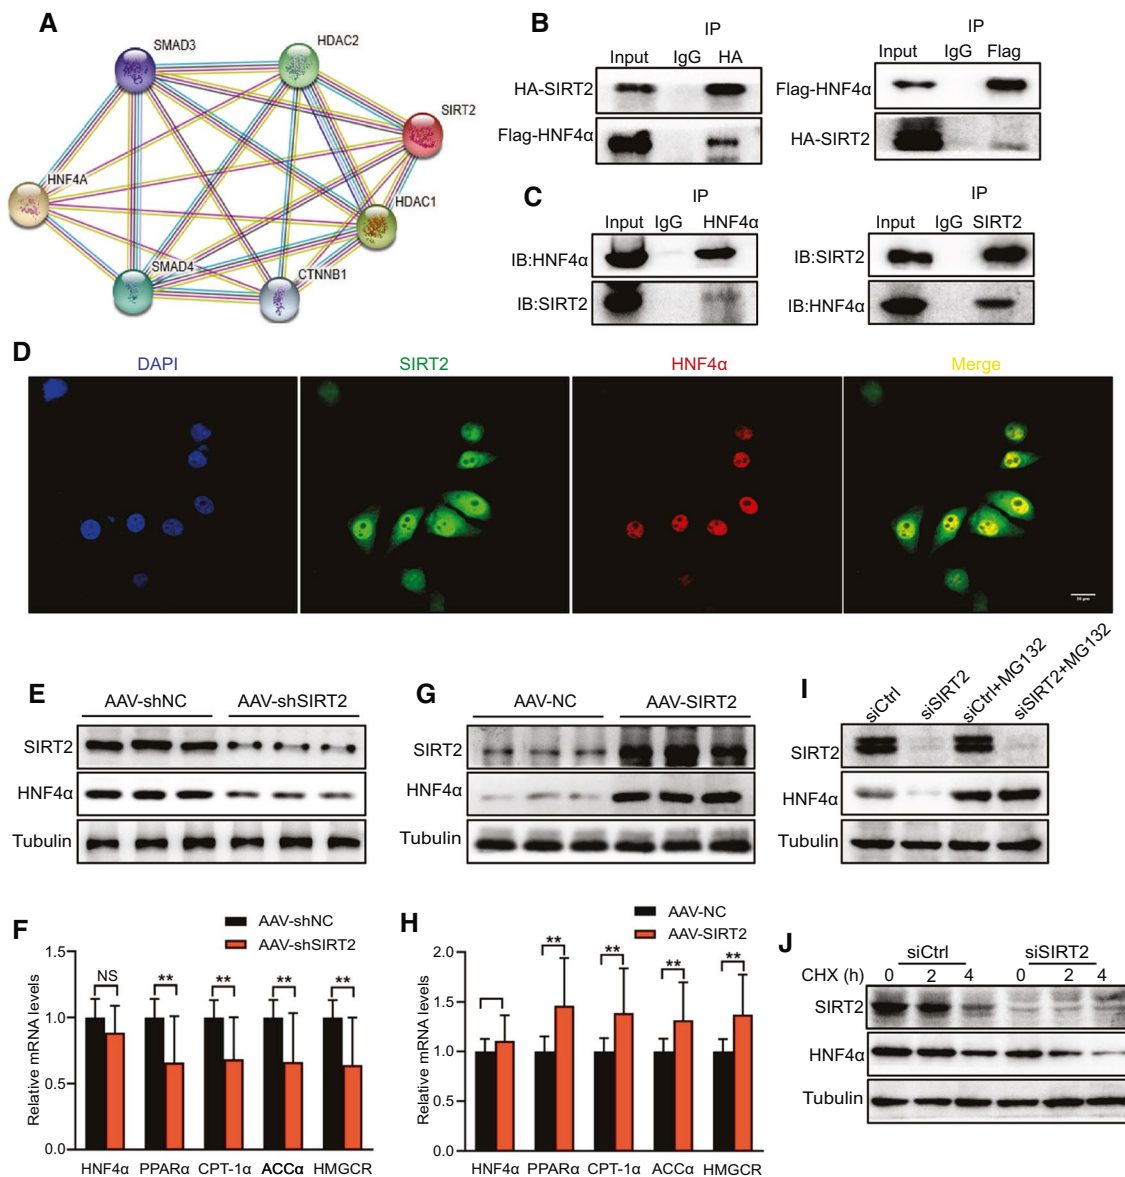 A
SMAD3
HDAC2
SIRT2
HNF4A
HDAC1
SMAD4
CTNNB1
B
IP
Input IgG HA
HA-SIRT2
Flag-HNF4α
IP
Input IgG Flag
Flag-HNF4α
HA-SIRT2
C
IP
Input IgG HNF4α
IB:HNF4α
IB:SIRT2
IP
Input IgG SIRT2
IB:SIRT2
IB:HNF4α
D
DAPI SIRT2 HNF4α Merge
E
AAV-shNC AAV-shSIRT2
SIRT2
HNF4α
Tubulin
G
AAV-NC AAV-SIRT2
SIRT2
HNF4α
Tubulin
I
siCtrl siSIRT2 siCtrl+MG132 siSIRT2+MG132
SIRT2
HNF4α
Tubulin
F
AAV-shNC
AAV-shSIRT2
Relative mRNA levels
1.5
1.0
0.5
0.0
NS ** ** ** **
HNF4α PPARα CPT-1α ACCα HMGCR
H
AAV-NC
AAV-SIRT2
Relative mRNA levels
2.0
1.5
1.0
0.5
0.0
** ** ** **
HNF4α PPARα CPT-1α ACCα HMGCR
J
siCtrl siSIRT2
CHX (h) 0 2 4 0 2 4
SIRT2
HNF4α
Tubulin